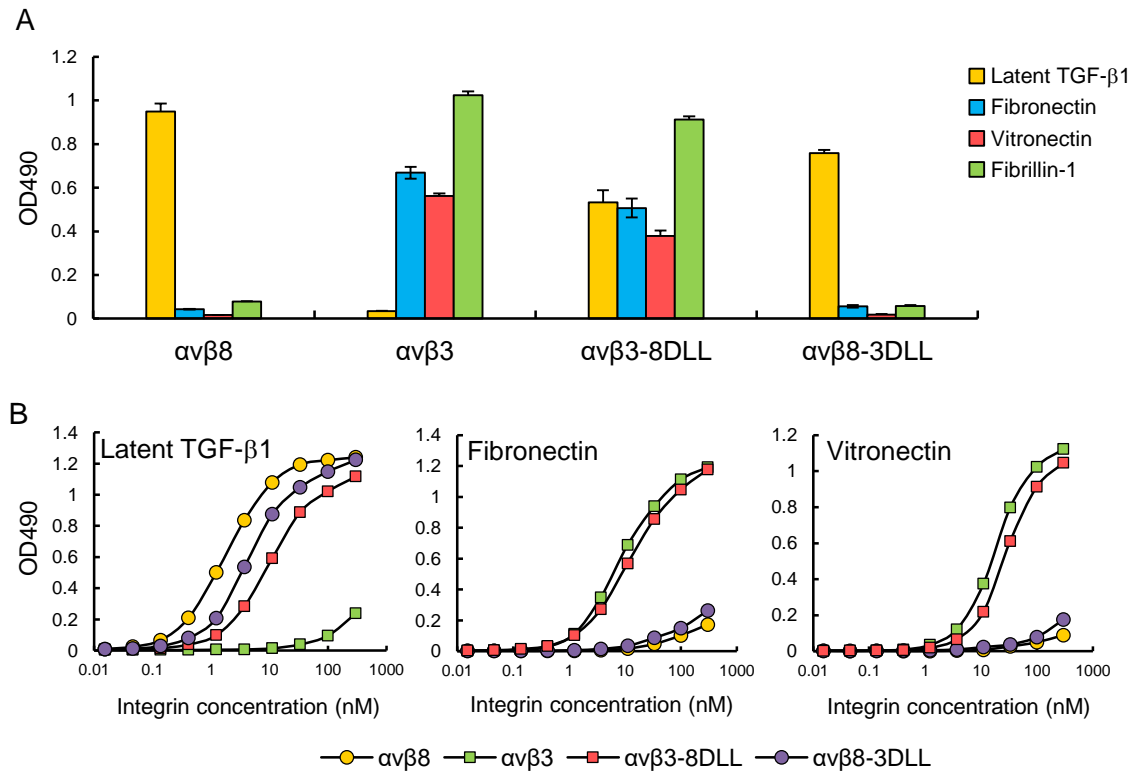 A
1.2
1
0.8
0.6
0.4
0.2
0
OD490
αvβ8 αvβ3 αvβ3-8DLL αvβ8-3DLL
Latent TGF-β1
Fibronectin
Vitronectin
Fibrillin-1
B
Latent TGF-β1
1.4
1.2
1
0.8
0.6
0.4
0.2
0
OD490
0.01 0.1 1 10 100 1000
Integrin concentration (nM)
Fibronectin
1.4
1.2
1
0.8
0.6
0.4
0.2
0
0.01 0.1 1 10 100 1000
Integrin concentration (nM)
Vitronectin
1.2
1
0.8
0.6
0.4
0.2
0
0.01 0.1 1 10 100 1000
Integrin concentration (nM)
αvβ8 αvβ3 αvβ3-8DLL αvβ8-3DLL